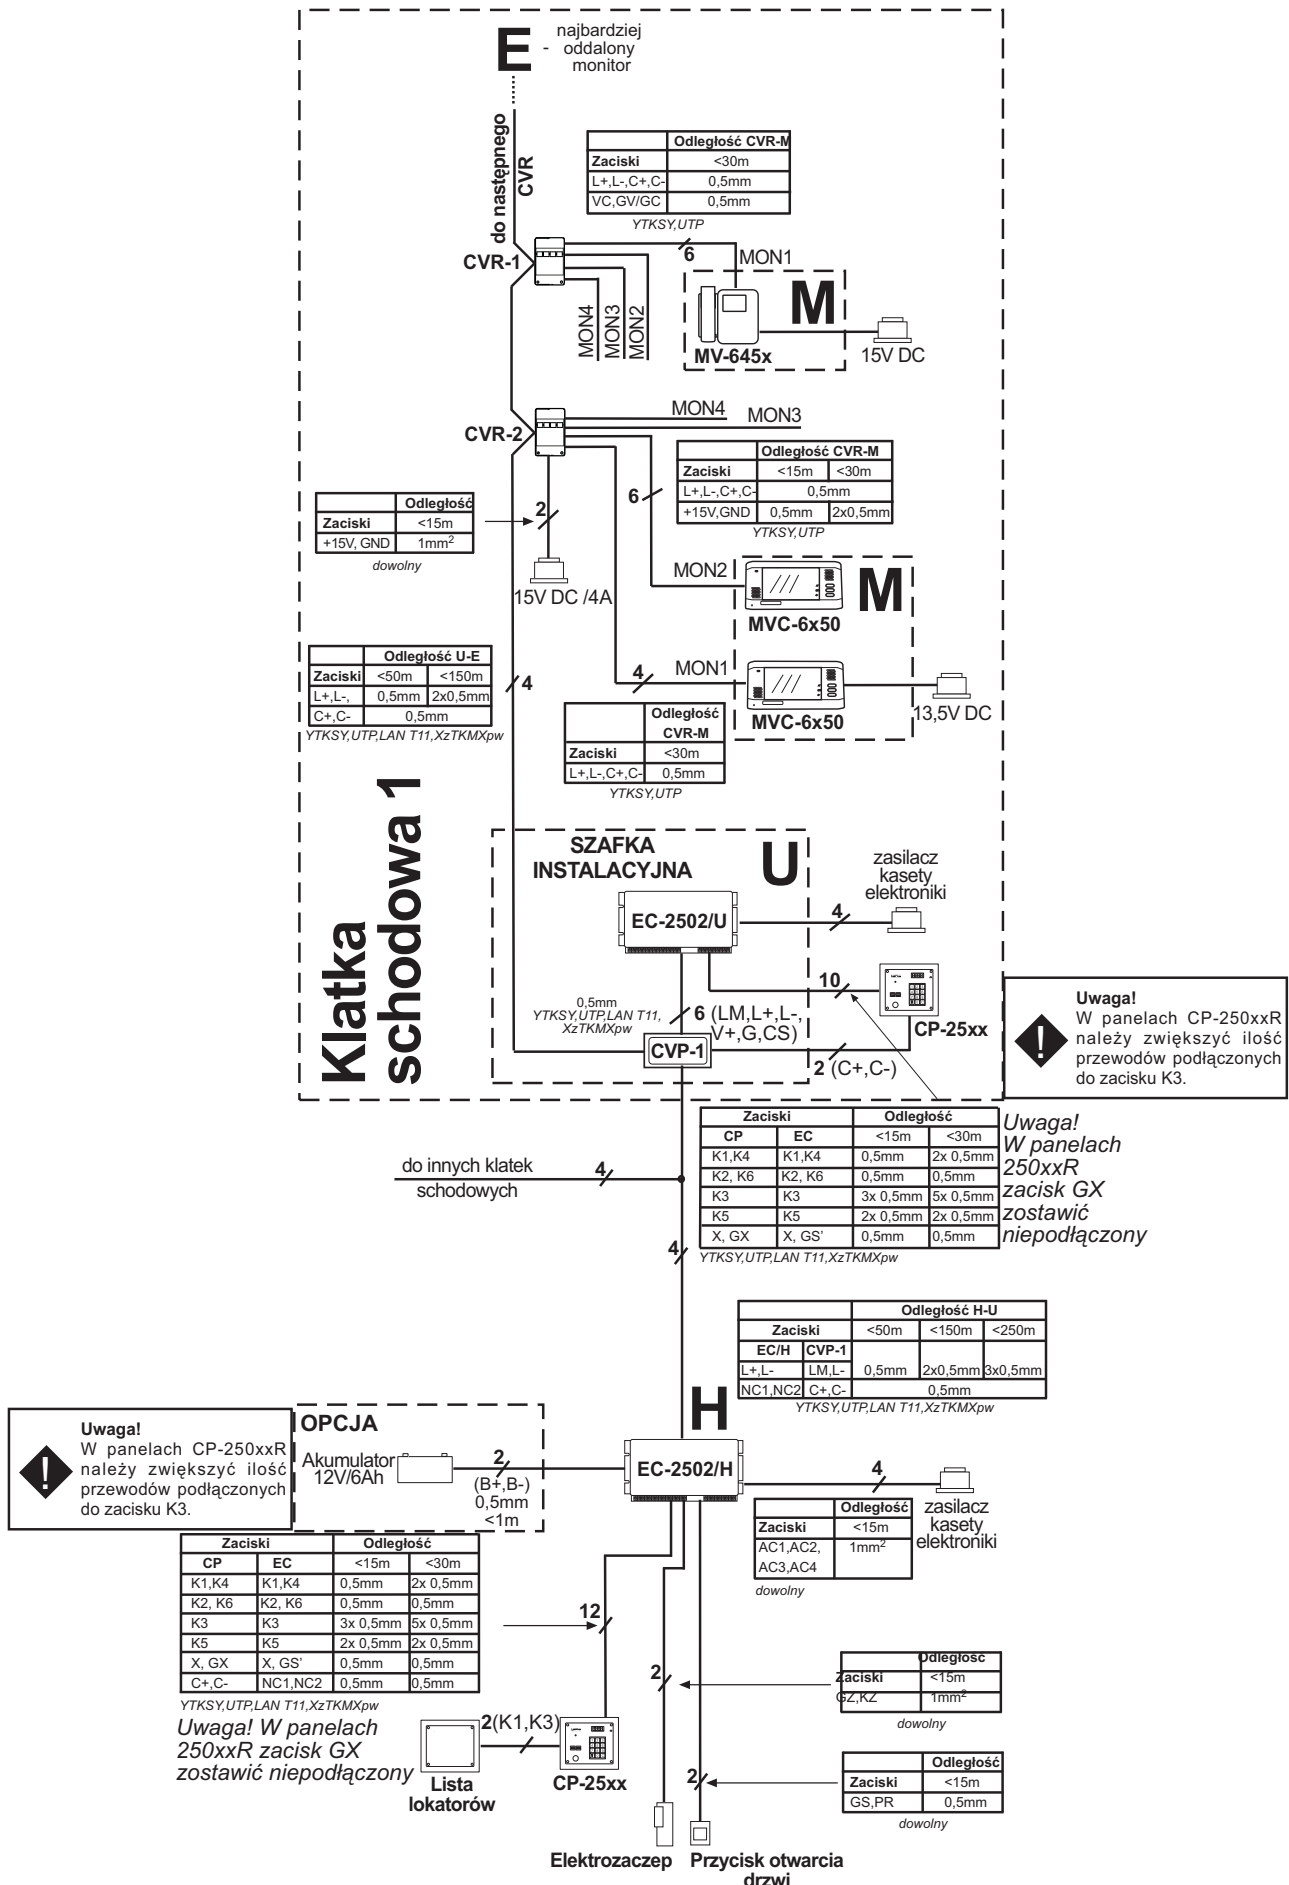 E
- najbardziej
oddalony
monitor
do następnego
CVR
Odległość CVR-M
Zaciski <30m
L+,L-,C+,C- 0,5mm
VC,GV/GC 0,5mm
YTKSY,UTP
CVR-1
6
MON1
MON4
MON3
MON2
M
MV-645x
15V DC
CVR-2
MON4
MON3
Odległość CVR-M
Zaciski <15m <30m
L+,L-,C+,C- 0,5mm
+15V,GND 0,5mm 2x0,5mm
YTKSY,UTP
6
Odległość
Zaciski <15m
+15V, GND 1mm²
dowolny
2
15V DC /4A
MON2
M
MVC-6x50
Odległość U-E
Zaciski <50m <150m
L+,L-, 0,5mm 2x0,5mm
C+,C- 0,5mm
YTKSY,UTP,LAN T11,XzTKMXpw
4
4
MON1
MVC-6x50
13,5V DC
Odległość
CVR-M
Zaciski <30m
L+,L-,C+,C- 0,5mm
YTKSY,UTP
Klatka
schodowa 1
SZAFKA
INSTALACYJNA
U
zasilacz
kasety
elektroniki
EC-2502/U
4
10
CP-25xx
0,5mm
YTKSY,UTP,LAN T11,
XzTKMXpw
6 (LM,L+,L-,
V+,G,CS)
CVP-1
2 (C+,C-)
!
Uwaga!
W panelach CP-250xxR
należy zwiększyć ilość
przewodów podłączonych
do zacisku K3.
Zaciski Odległość
CP EC <15m <30m
K1,K4 K1,K4 0,5mm 2x 0,5mm
K2, K6 K2, K6 0,5mm 0,5mm
K3 K3 3x 0,5mm 5x 0,5mm
K5 K5 2x 0,5mm 2x 0,5mm
X, GX X, GS' 0,5mm 0,5mm
YTKSY,UTP,LAN T11,XzTKMXpw
Uwaga!
W panelach
250xxR
zacisk GX
zostawić
niepodłączony
do innych klatek
schodowych
4
4
Odległość H-U
Zaciski <50m <150m <250m
EC/H CVP-1
L+,L- LM,L- 0,5mm 2x0,5mm 3x0,5mm
NC1,NC2 C+,C- 0,5mm
YTKSY,UTP,LAN T11,XzTKMXpw
H
!
Uwaga!
W panelach CP-250xxR
należy zwiększyć ilość
przewodów podłączonych
do zacisku K3.
OPCJA
Akumulator
12V/6Ah
2
(B+,B-)
0,5mm
<1m
EC-2502/H
4
zasilacz
kasety
elektroniki
Odległość
Zaciski <15m
AC1,AC2, 1mm²
AC3,AC4
dowolny
Zaciski Odległość
CP EC <15m <30m
K1,K4 K1,K4 0,5mm 2x 0,5mm
K2, K6 K2, K6 0,5mm 0,5mm
K3 K3 3x 0,5mm 5x 0,5mm
K5 K5 2x 0,5mm 2x 0,5mm
X, GX X, GS' 0,5mm 0,5mm
C+,C- NC1,NC2 0,5mm 0,5mm
YTKSY,UTP,LAN T11,XzTKMXpw
Uwaga! W panelach
250xxR zacisk GX
zostawić niepodłączony
12
2
Odległość
Zaciski <15m
GZ,KZ 1mm²
dowolny
2(K1,K3)
Lista
lokatorów
CP-25xx
2
Odległość
Zaciski <15m
GS,PR 0,5mm
dowolny
Elektrozaczep
Przycisk otwarcia
drzwi